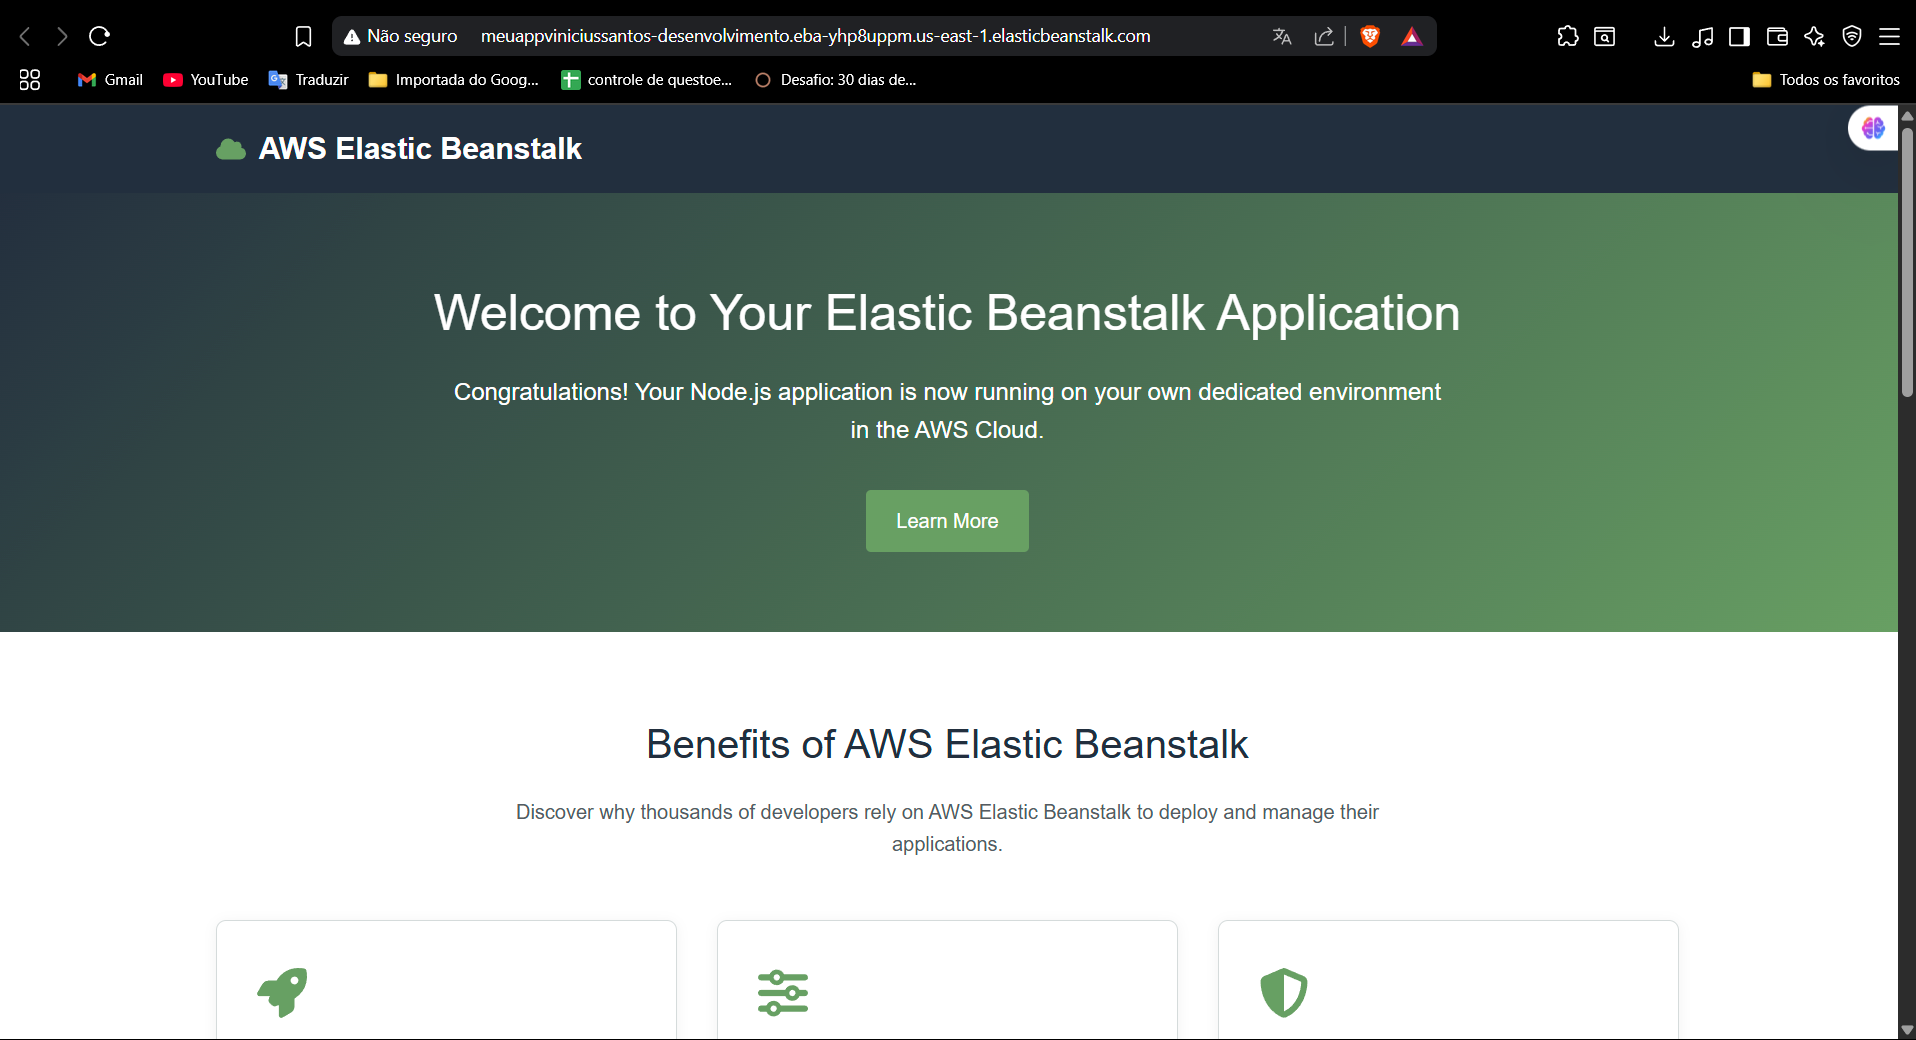 Não seguro meuappviniciussantos-desenvolvimento.eba-yhp8uppm.us-east-1.elasticbeanstalk.com
Gmail YouTube Traduzir Importada do Goog... controle de questoe... Desafio: 30 dias de... Todos os favoritos
AWS Elastic Beanstalk
Welcome to Your Elastic Beanstalk Application
Congratulations! Your Node.js application is now running on your own dedicated environment
in the AWS Cloud.
Learn More
Benefits of AWS Elastic Beanstalk
Discover why thousands of developers rely on AWS Elastic Beanstalk to deploy and manage their
applications.